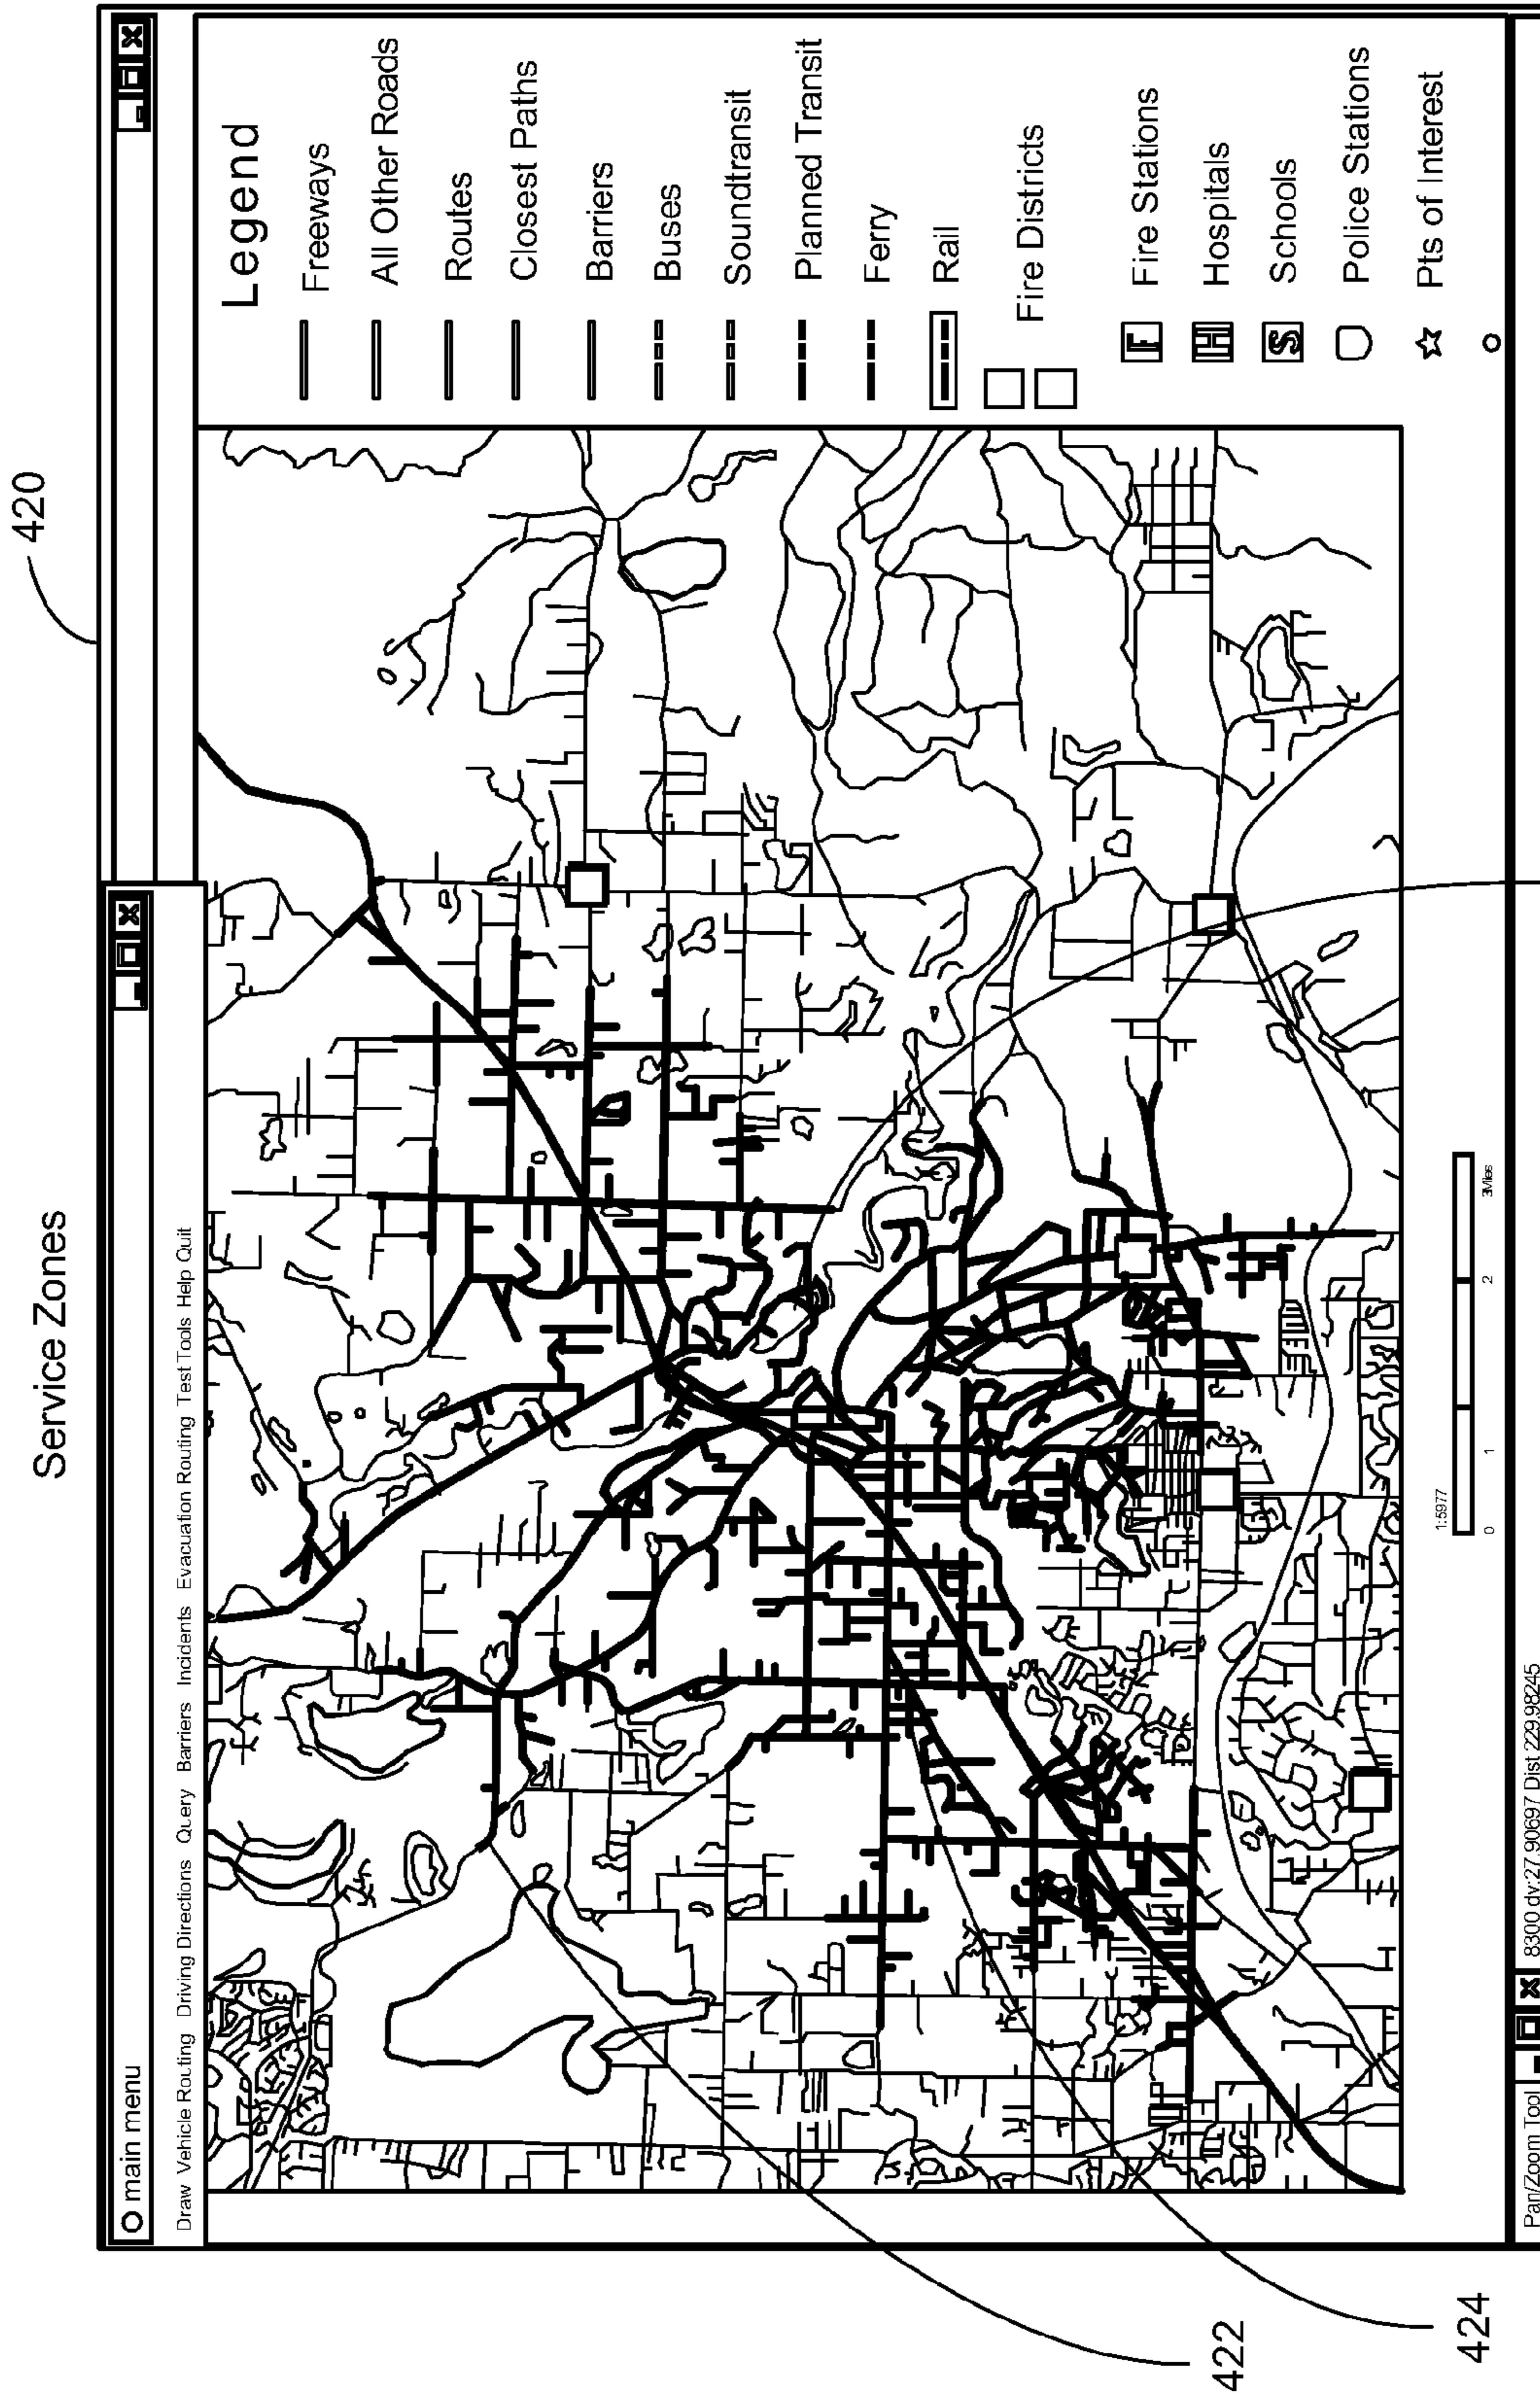 Service Zones
420
main menu
Draw Vehicle Routing Driving Directions Query Barriers Incidents Evacuation Routing Test Tools Help Quit
Legend
Freeways
All Other Roads
Routes
Closest Paths
Barriers
Buses
Soundtransit
Planned Transit
Ferry
Rail
Fire Districts
F Fire Stations
H Hospitals
S Schools
Police Stations
Pts of Interest
1:5977
0 1 2 3Miles
Pan/Zoom Tool
8300 dv:27.90697 Dist 229.98245
422
424